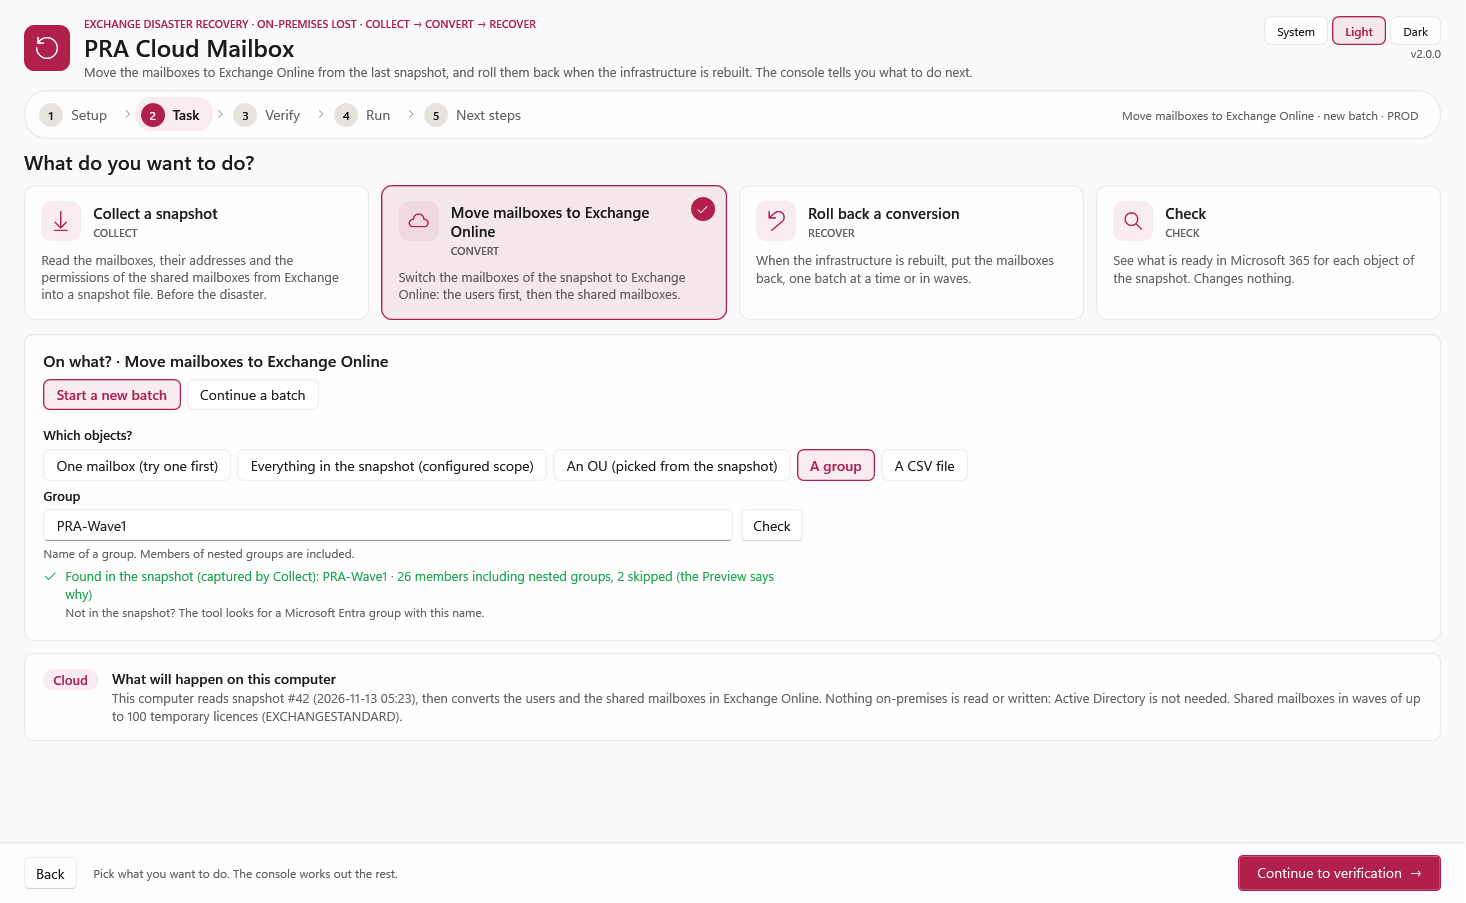 EXCHANGE DISASTER RECOVERY · ON-PREMISES LOST · COLLECT → CONVERT → RECOVER
PRA Cloud Mailbox
Move the mailboxes to Exchange Online from the last snapshot, and roll them back when the infrastructure is rebuilt. The console tells you what to do next.
System
Light
Dark
v2.0.0
1 Setup
2 Task
3 Verify
4 Run
5 Next steps
Move mailboxes to Exchange Online · new batch · PROD
What do you want to do?
Collect a snapshot
COLLECT
Read the mailboxes, their addresses and the
permissions of the shared mailboxes from Exchange
into a snapshot file. Before the disaster.
Move mailboxes to Exchange
Online
CONVERT
Switch the mailboxes of the snapshot to Exchange
Online: the users first, then the shared mailboxes.
Roll back a conversion
RECOVER
When the infrastructure is rebuilt, put the mailboxes
back, one batch at a time or in waves.
Check
CHECK
See what is ready in Microsoft 365 for each object of
the snapshot. Changes nothing.
On what? · Move mailboxes to Exchange Online
Start a new batch
Continue a batch
Which objects?
One mailbox (try one first)
Everything in the snapshot (configured scope)
An OU (picked from the snapshot)
A group
A CSV file
Group
PRA-Wave1
Check
Name of a group. Members of nested groups are included.
Found in the snapshot (captured by Collect): PRA-Wave1 · 26 members including nested groups, 2 skipped (the Preview says
why)
Not in the snapshot? The tool looks for a Microsoft Entra group with this name.
Cloud
What will happen on this computer
This computer reads snapshot #42 (2026-11-13 05:23), then converts the users and the shared mailboxes in Exchange Online. Nothing on-premises is read or written: Active Directory is not needed. Shared mailboxes in waves of up
to 100 temporary licences (EXCHANGESTANDARD).
Back
Pick what you want to do. The console works out the rest.
Continue to verification →